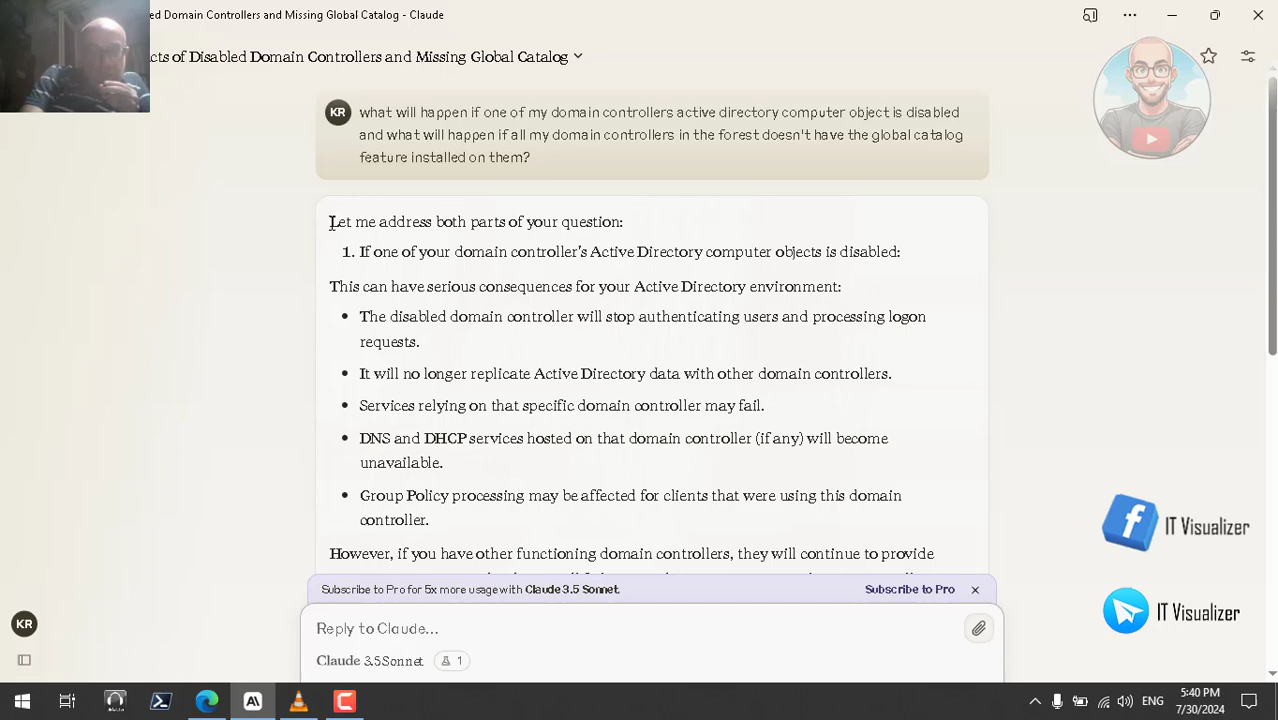 ed Domain Controllers and Missing Global Catalog - Claude
cts of Disabled Domain Controllers and Missing Global Catalog
KR
what will happen if one of my domain controllers active directory computer object is disabled
and what will happen if all my domain controllers in the forest doesn't have the global catalog
feature installed on them?
Let me address both parts of your question:
1. If one of your domain controller's Active Directory computer objects is disabled:
This can have serious consequences for your Active Directory environment:
• The disabled domain controller will stop authenticating users and processing logon
requests.
• It will no longer replicate Active Directory data with other domain controllers.
• Services relying on that specific domain controller may fail.
• DNS and DHCP services hosted on that domain controller (if any) will become
unavailable.
• Group Policy processing may be affected for clients that were using this domain
controller.
However, if you have other functioning domain controllers, they will continue to provide
IT Visualizer
IT Visualizer
Subscribe to Pro for 5x more usage with Claude 3.5 Sonnet.
Subscribe to Pro
Reply to Claude...
Claude 3.5 Sonnet
1
KR
ENG
5:40 PM
7/30/2024